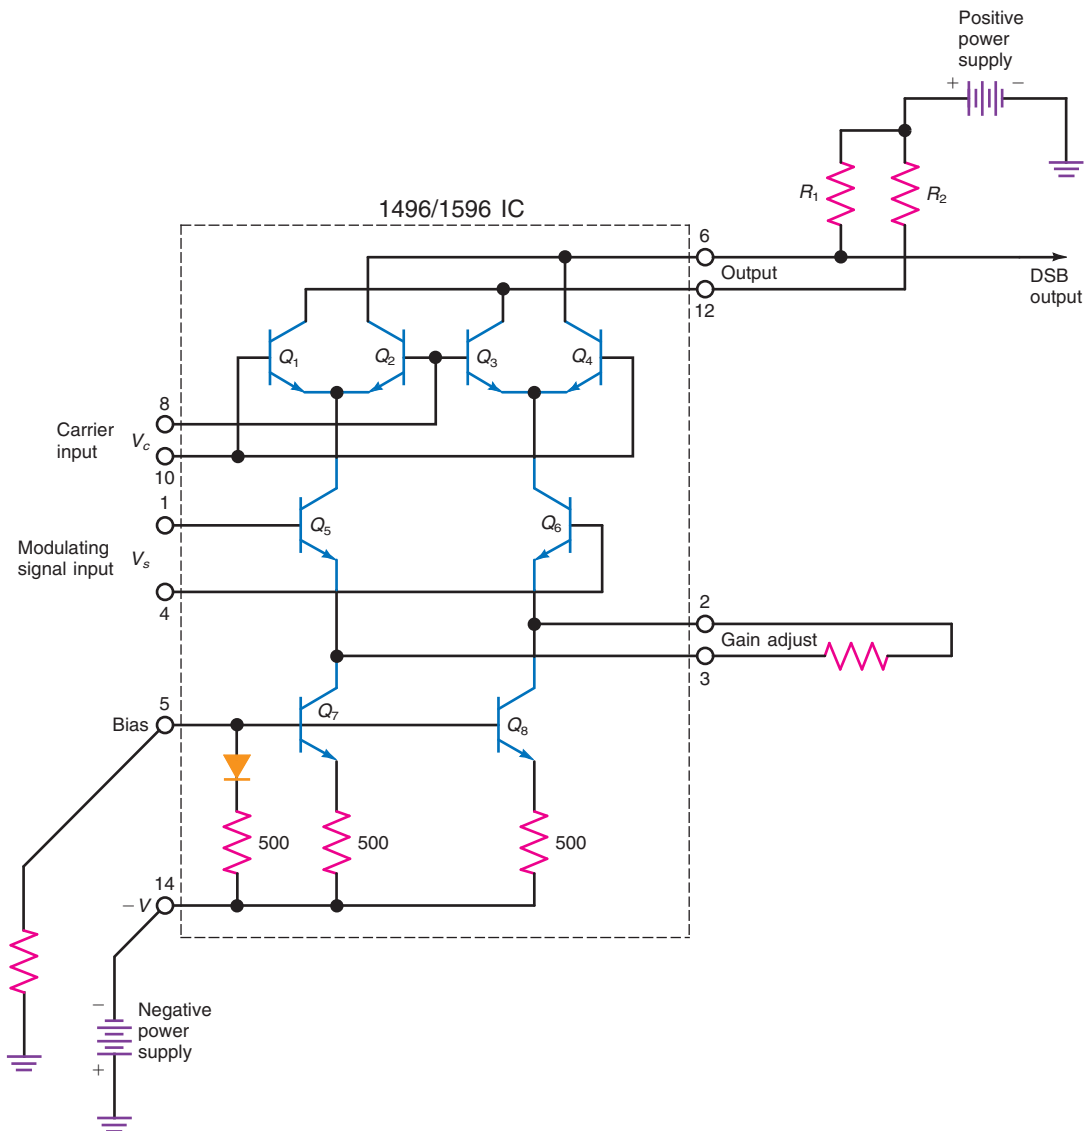 Positive
power
supply
+ −
R1
R2
1496/1596 IC
6
Output
12
DSB
output
Q1
Q2
Q3
Q4
8
Carrier
input
Vc
10
1
Q5
Q6
Modulating
signal input
Vs
4
2
Gain adjust
3
5
Bias
Q7
Q8
500
500
500
14
−V
−
Negative
power
supply
+